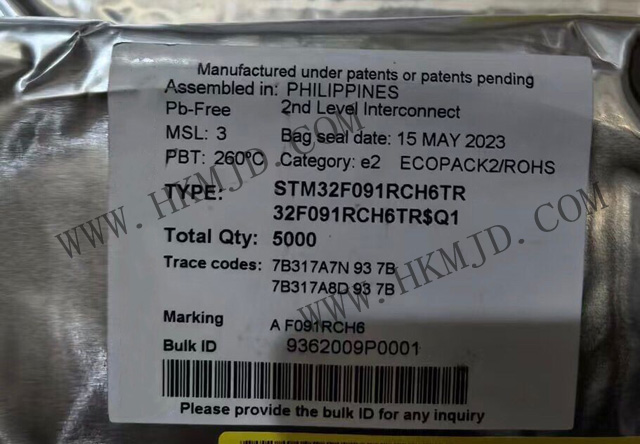 Manufactured under patents or patents pending
Assembled in: PHILIPPINES
Pb-Free 2nd Level Interconnect
MSL: 3 Bag seal date: 15 MAY 2023
PBT: 260ºC Category: e2 ECOPACK2/ROHS
TYPE: STM32F091RCH6TR
32F091RCH6TR$Q1
Total Qty: 5000
Trace codes: 7B317A7N 93 7B
7B317A8D 93 7B
Marking A F091RCH6
Bulk ID 9362009P0001
Please provide the bulk ID for any inquiry
WWW.HKMJD.COM
WWW.HKMJD.COM